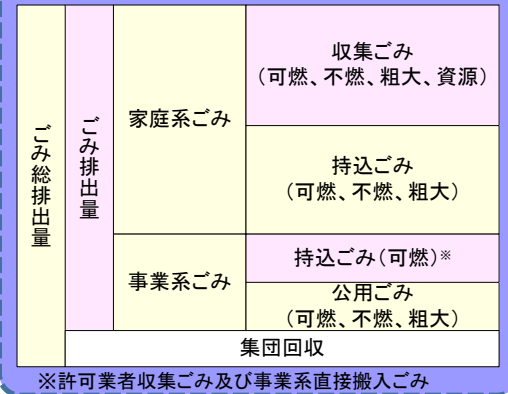 ごみ総排出量
ごみ排出量
家庭系ごみ
収集ごみ
（可燃、不燃、粗大、資源）
持込ごみ
（可燃、不燃、粗大）
事業系ごみ
持込ごみ（可燃）※
公用ごみ
（可燃、不燃、粗大）
集団回収
※許可業者収集ごみ及び事業系直接搬入ごみ